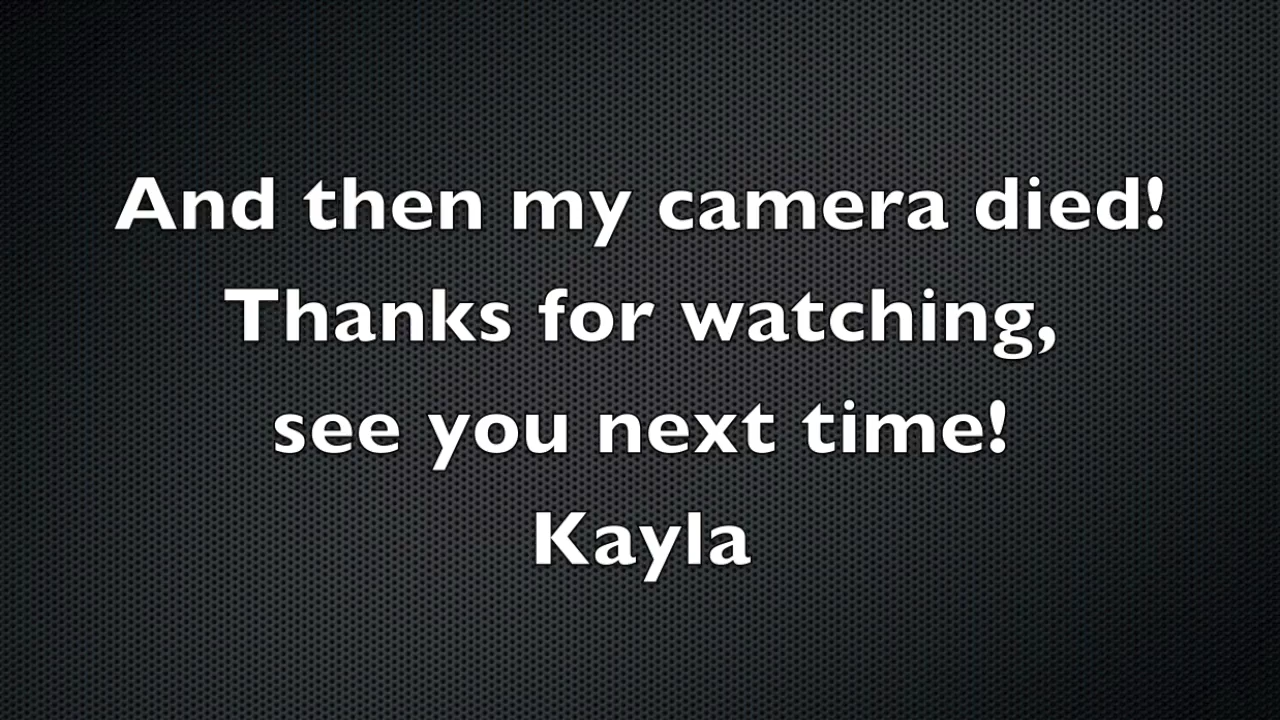 And then my camera died!
Thanks for watching,
see you next time!
Kayla